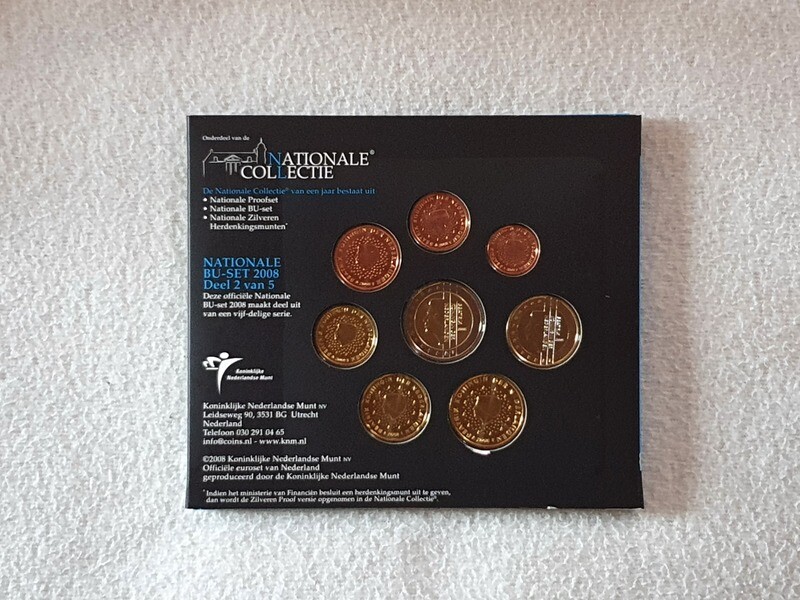 Onderdeel van de
NATIONALE®
COLLECTIE
De Nationale Collectie® van een jaar bestaat uit
• Nationale Proofset
• Nationale BU-set
• Nationale Zilveren
Herdenkingsmunten*
NATIONALE
BU-SET 2008
Deel 2 van 5
Deze officiële Nationale
BU-set 2008 maakt deel uit
van een vijf-delige serie.
Koninklijke
Nederlandse Munt
Koninklijke Nederlandse Munt NV
Leidseweg 90, 3531 BG Utrecht
Nederland
Telefoon 030 291 04 65
info@coins.nl - www.knm.nl
©2008 Koninklijke Nederlandse Munt NV
Officiële euroset van Nederland
geproduceerd door de Koninklijke Nederlandse Munt
*Indien het ministerie van Financiën besluit een herdenkingsmunt uit te geven,
dan wordt de Zilveren Proof versie opgenomen in de Nationale Collectie®.